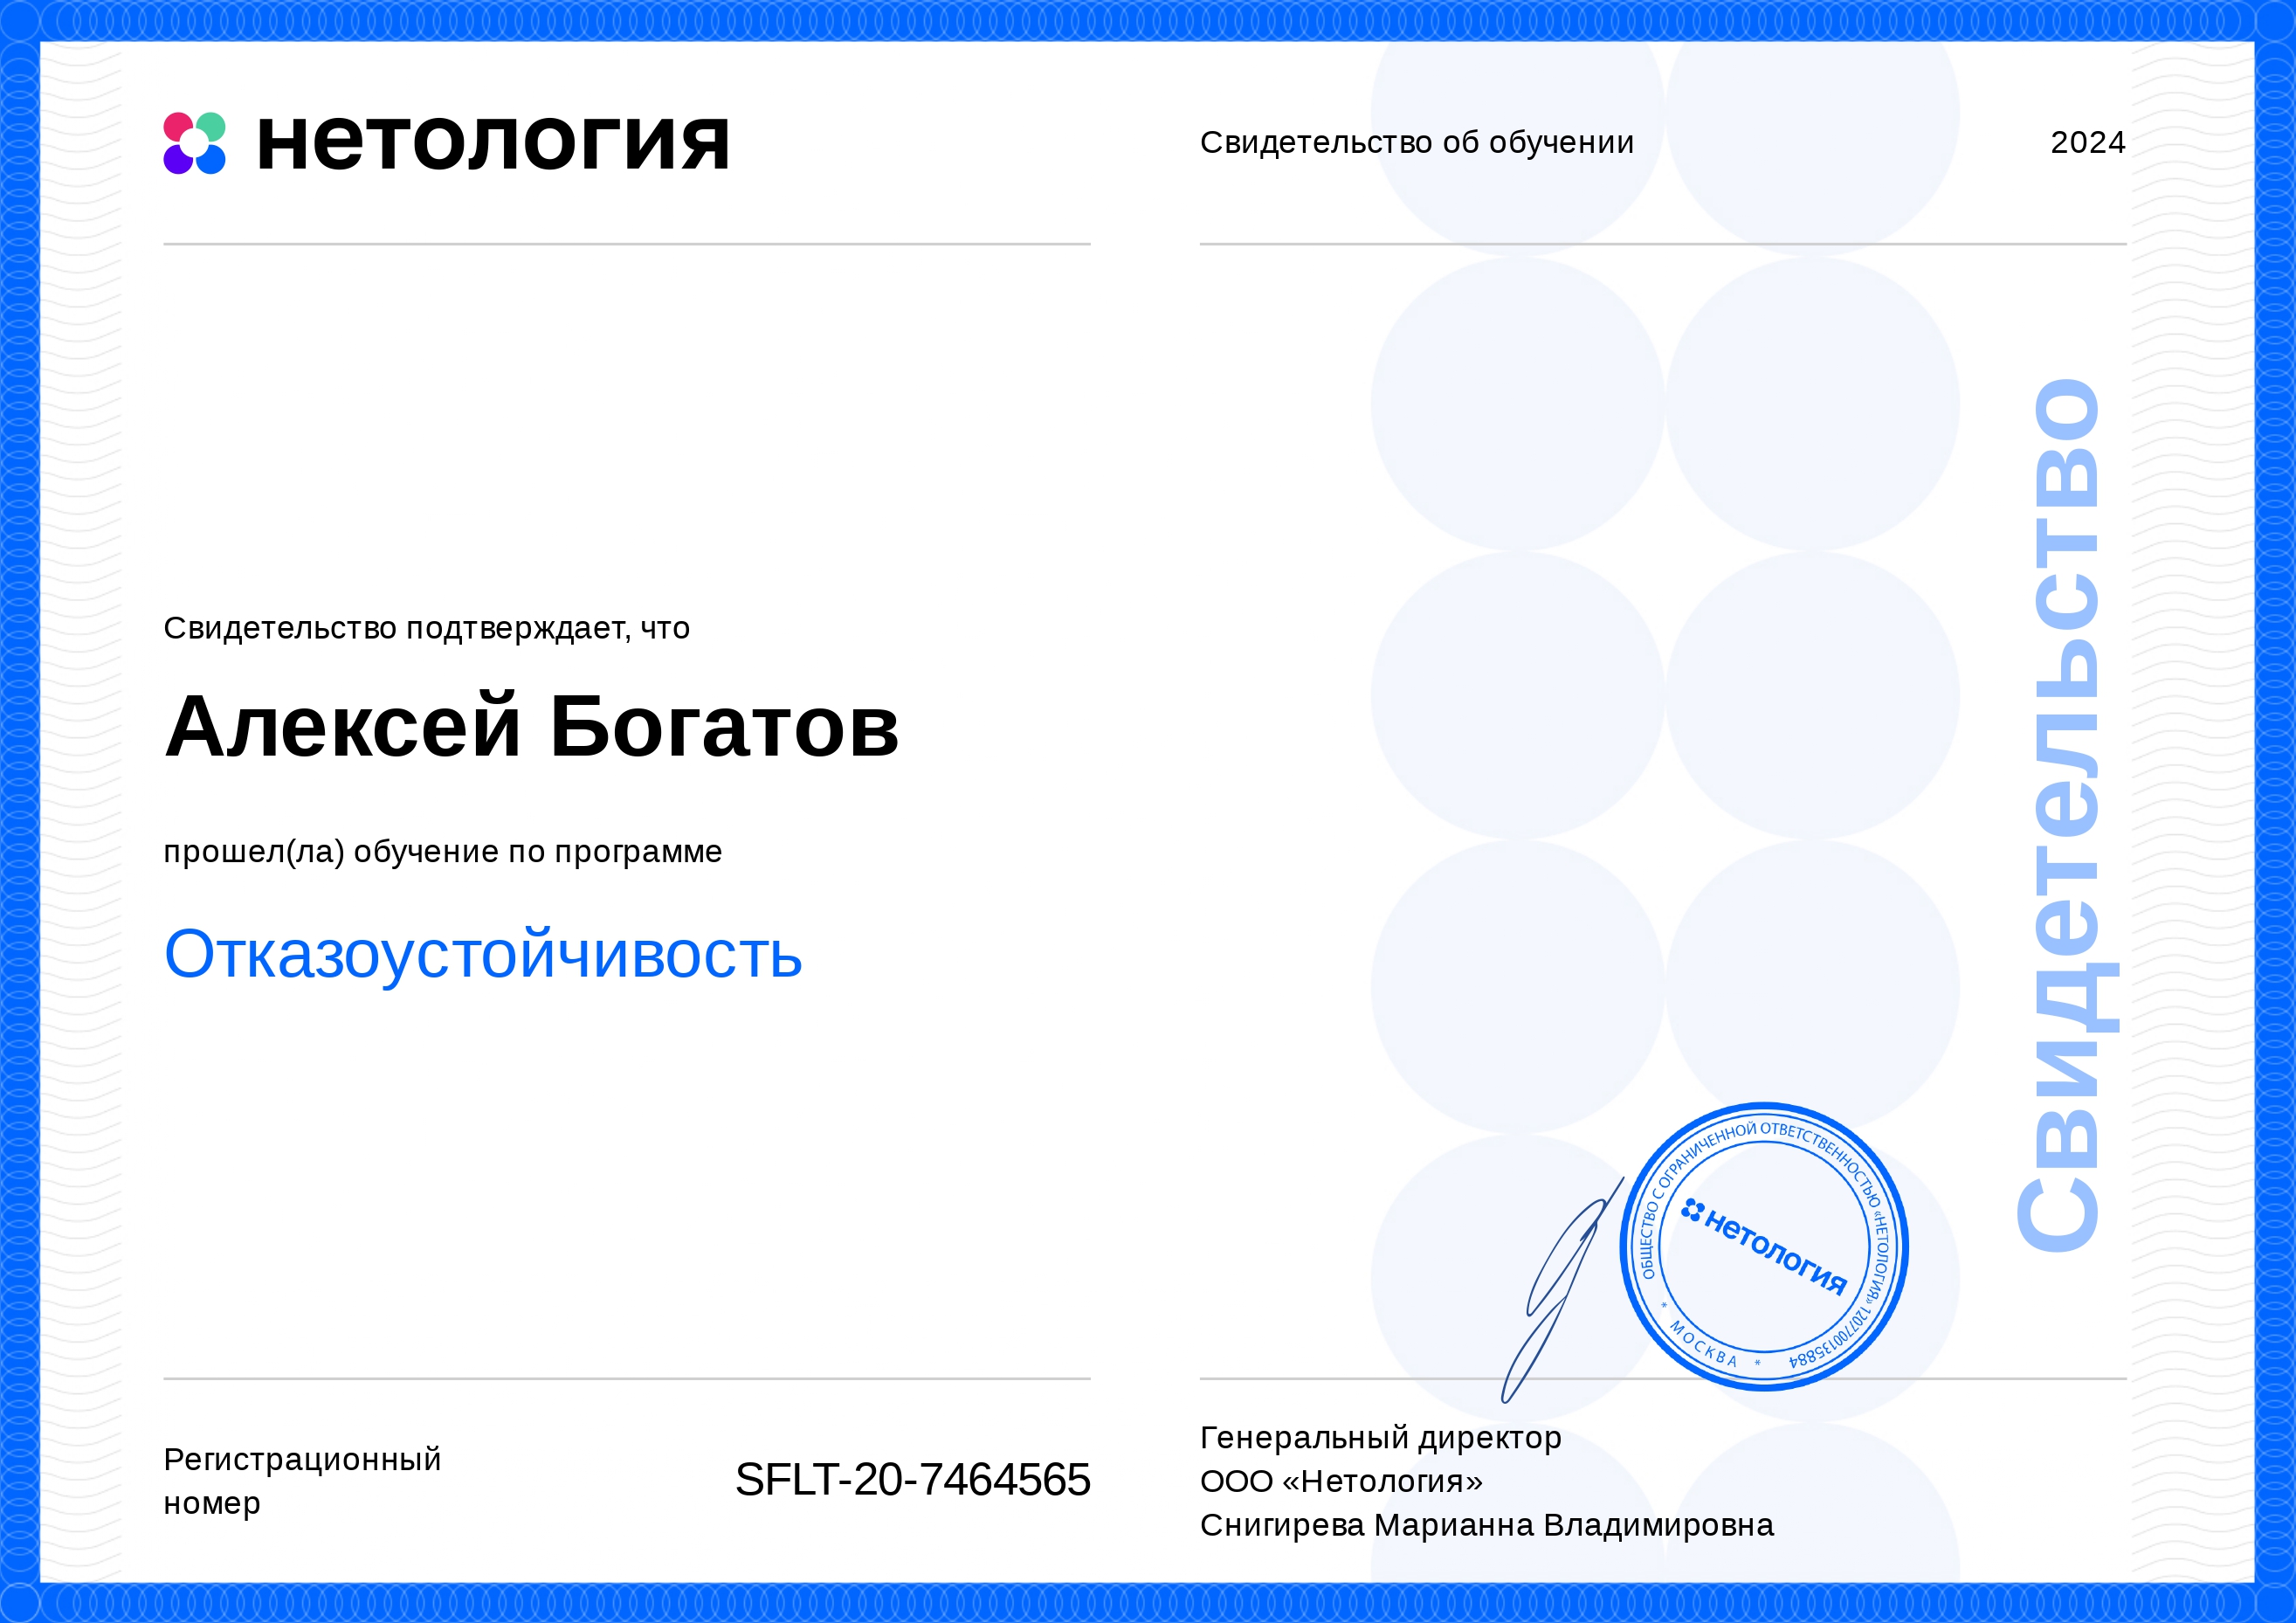 нетология
Свидетельство об обучении
2024
Свидетельство подтверждает, что
Алексей Богатов
прошел(ла) обучение по программе
Отказоустойчивость
Свидетельство
ОБЩЕСТВО С ОГРАНИЧЕННОЙ ОТВЕТСТВЕННОСТЬЮ «НЕТОЛОГИЯ» 1207700135884
* МОСКВА *
нетология
Регистрационный
номер
SFLT-20-7464565
Генеральный директор
ООО «Нетология»
Снигирева Марианна Владимировна